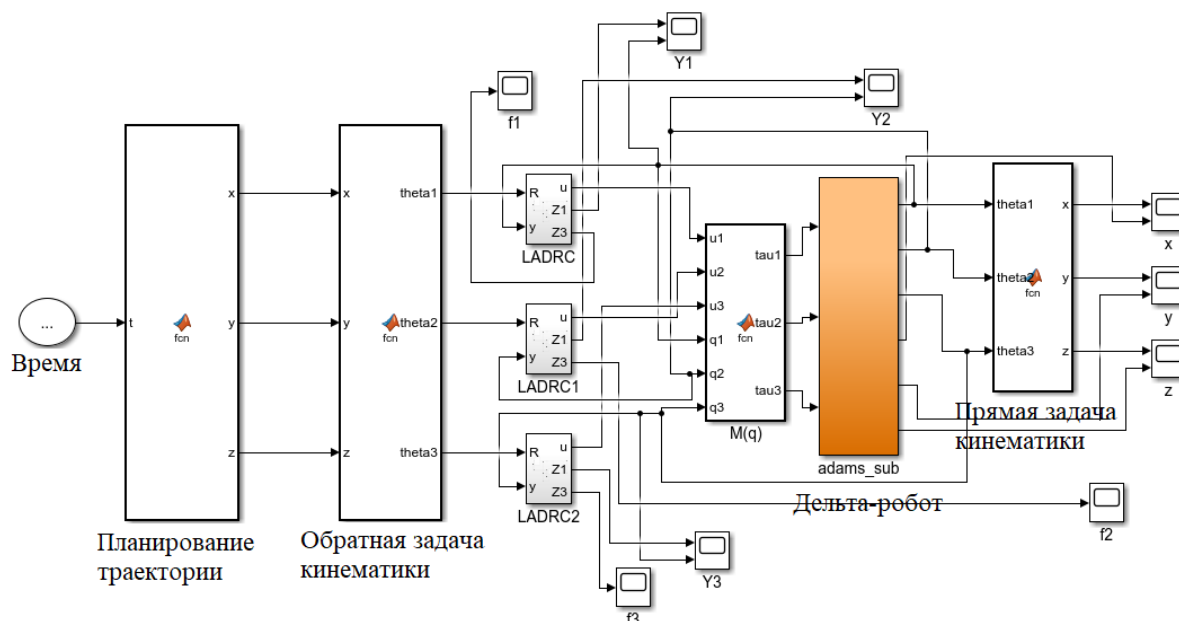 Y1
f1
Y2
...
t
Время
x
y
z
fcn
Планирование
траектории
x
y
z
theta1
theta2
theta3
fcn
Обратная задача
кинематики
R
y
u
Z1
Z3
LADRC
R
y
u
Z1
Z3
LADRC1
R
y
u
Z1
Z3
LADRC2
u1
u2
u3
q1
q2
q3
tau1
tau2
tau3
fcn
M(q)
adams_sub
Дельта-робот
theta1
theta2
theta3
x
y
z
fcn
Прямая задача
кинематики
x
y
z
f2
Y3
f3